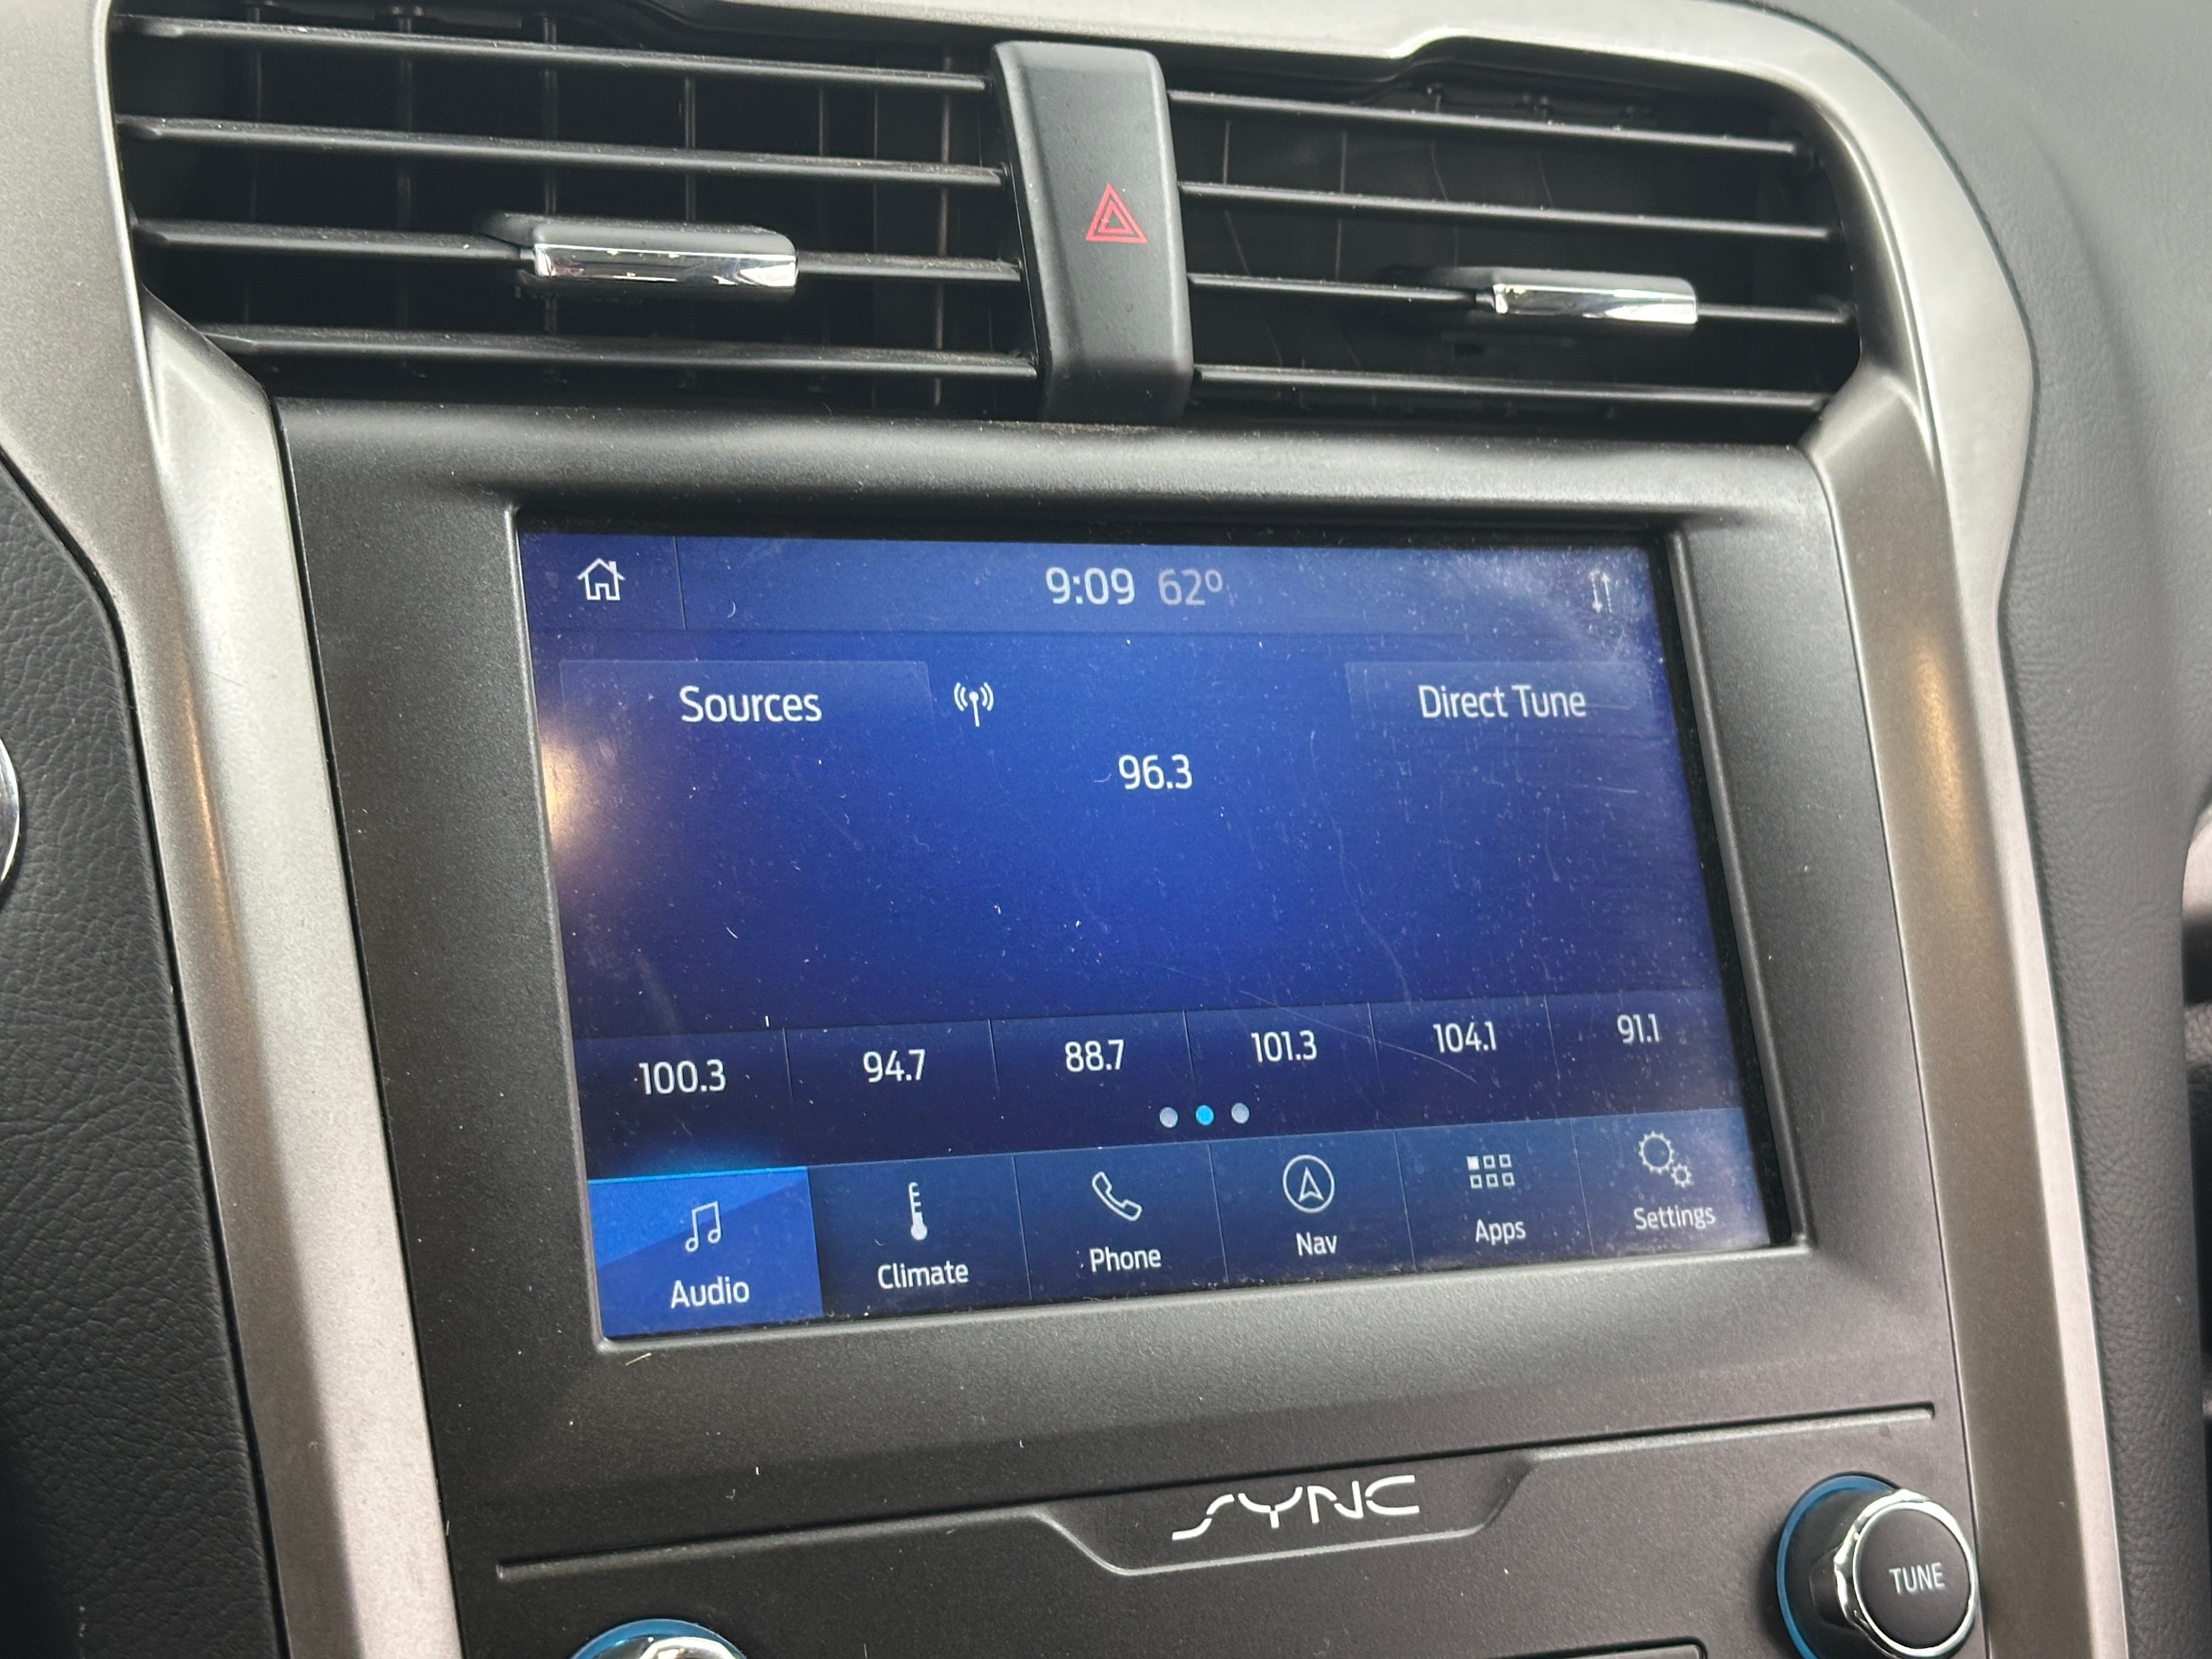 9:09 62°
Sources Direct Tune
96.3
100.3 94.7 88.7 101.3 104.1 91.1
Audio Climate Phone Nav Apps Settings
SYNC
TUNE